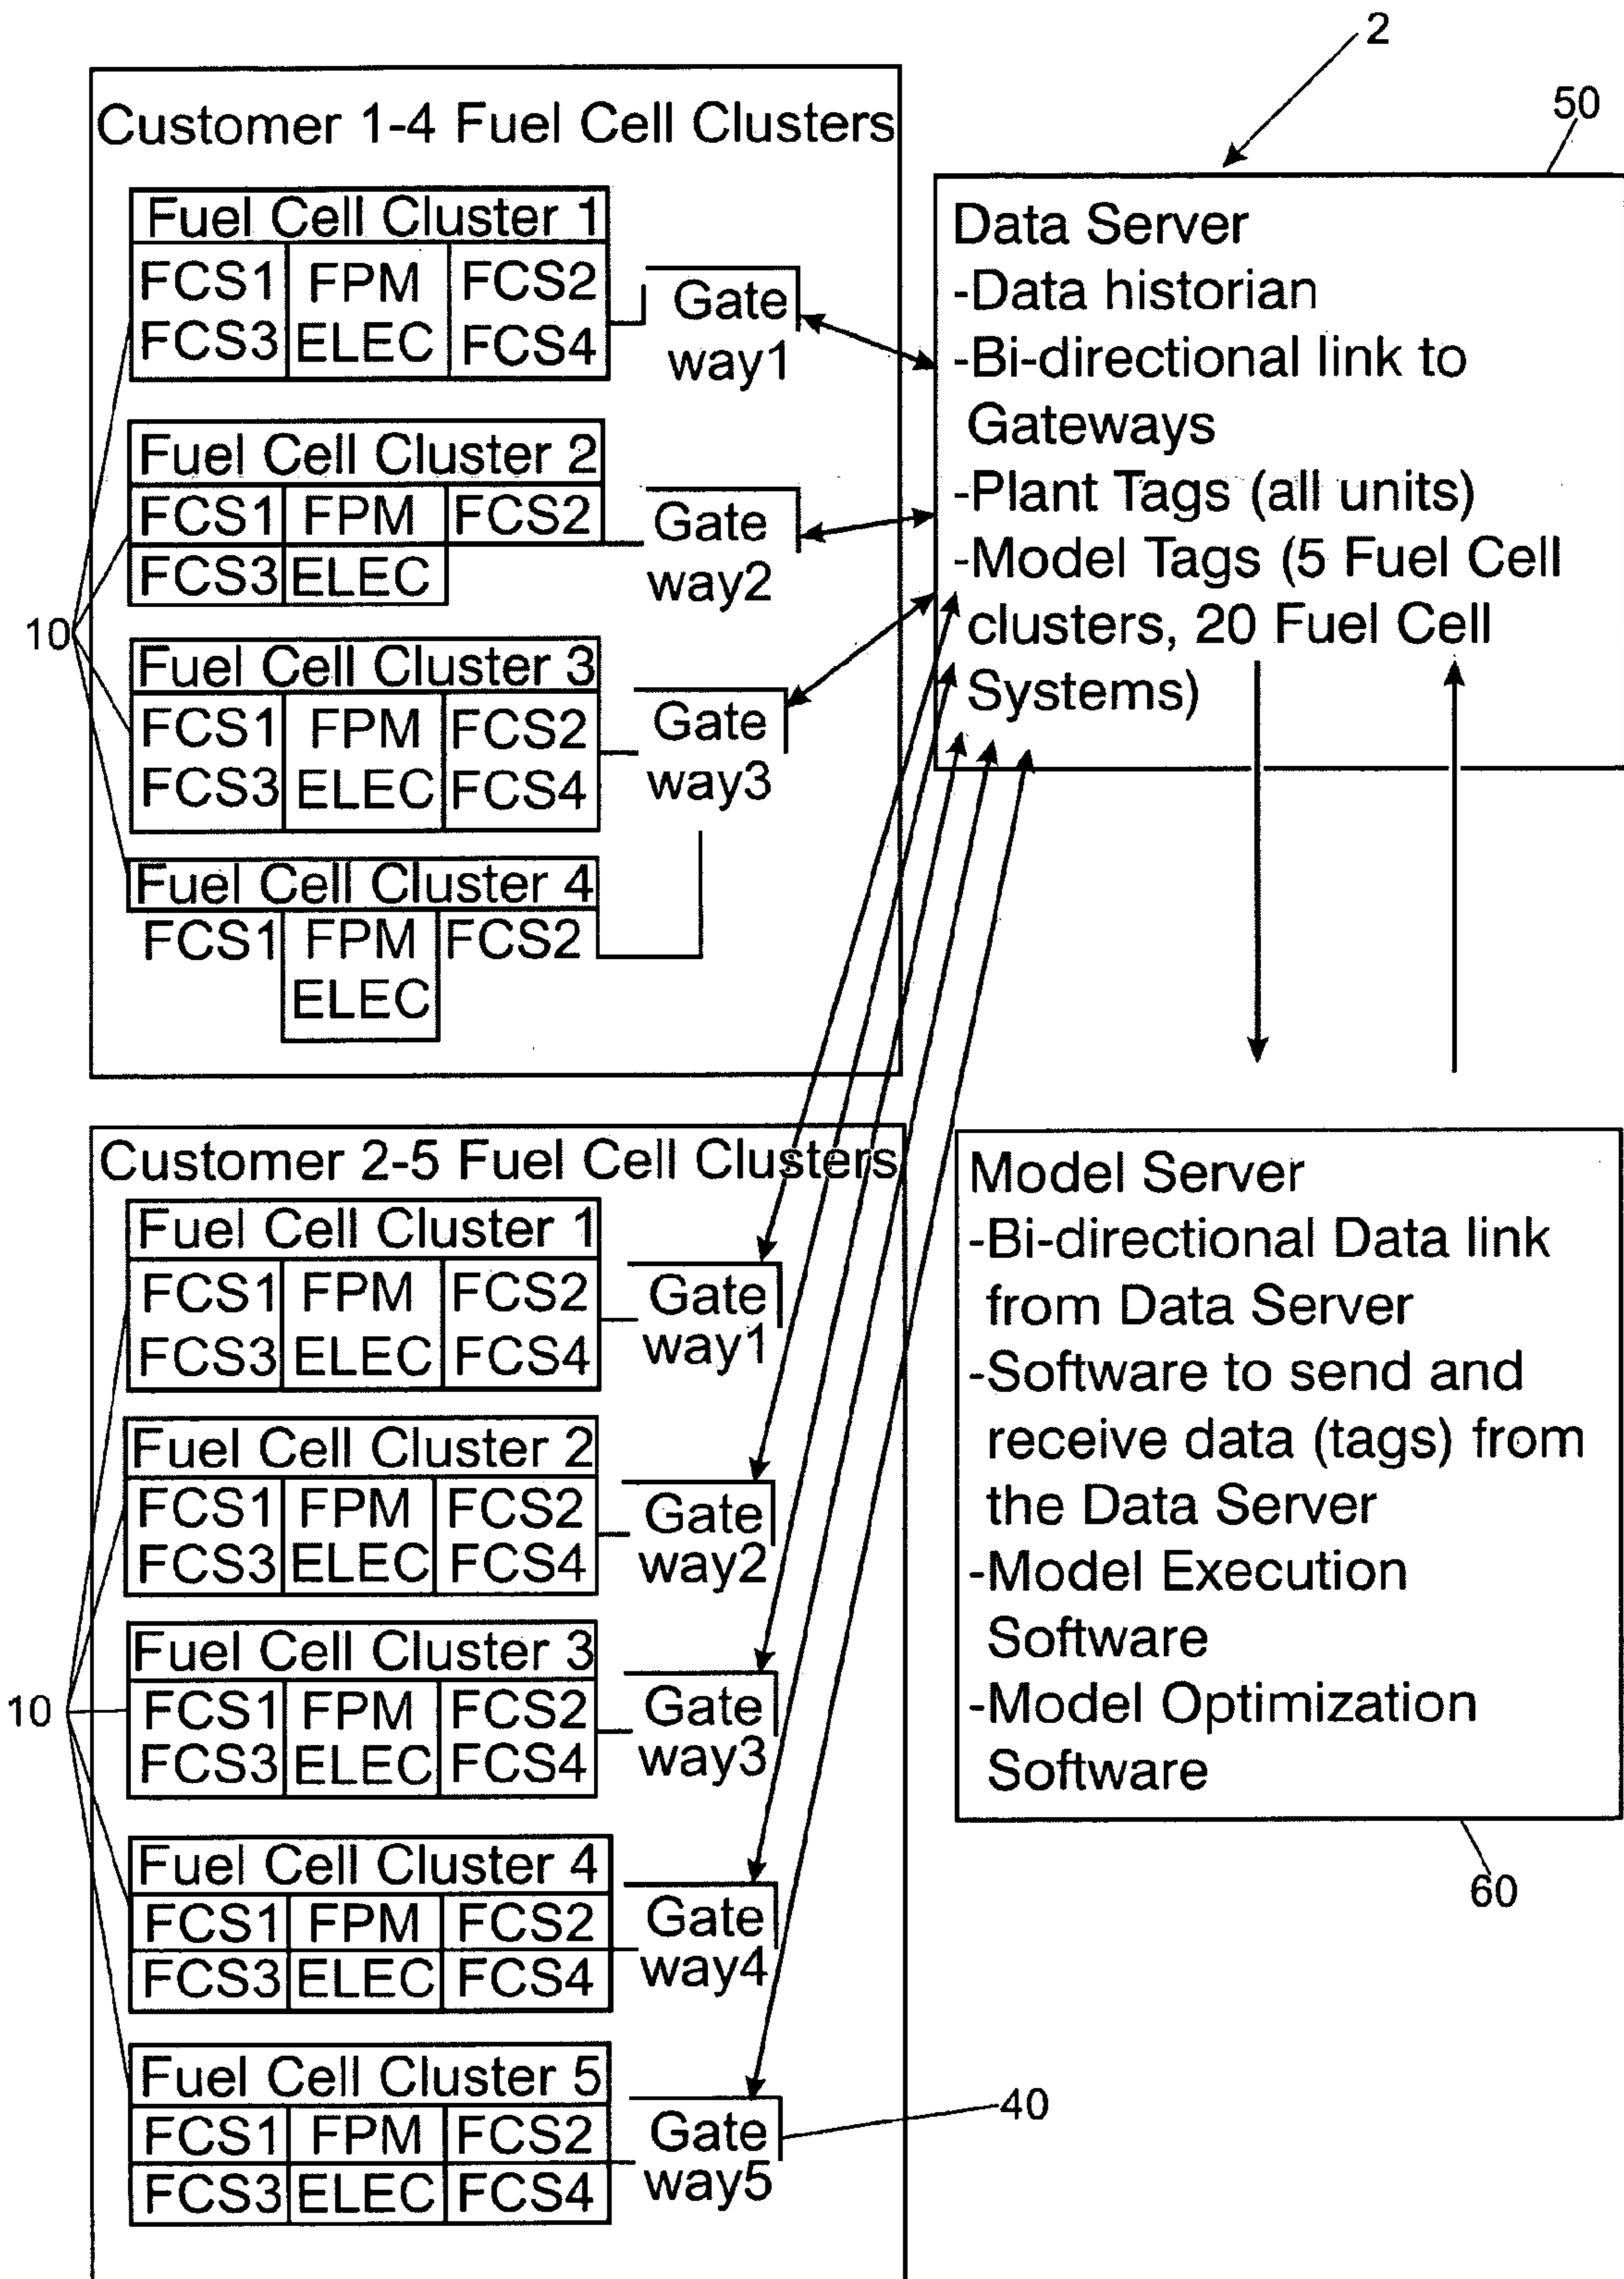 2
50
Customer 1-4 Fuel Cell Clusters
Fuel Cell Cluster 1
FCS1 FPM FCS2
FCS3 ELEC FCS4
Gate
way1
Fuel Cell Cluster 2
FCS1 FPM FCS2
FCS3 ELEC
Gate
way2
10
Fuel Cell Cluster 3
FCS1 FPM FCS2
FCS3 ELEC FCS4
Gate
way3
Fuel Cell Cluster 4
FCS1 FPM FCS2
ELEC
Data Server
-Data historian
-Bi-directional link to
Gateways
-Plant Tags (all units)
-Model Tags (5 Fuel Cell
clusters, 20 Fuel Cell
Systems)
Customer 2-5 Fuel Cell Clusters
Fuel Cell Cluster 1
FCS1 FPM FCS2
FCS3 ELEC FCS4
Gate
way1
Fuel Cell Cluster 2
FCS1 FPM FCS2
FCS3 ELEC FCS4
Gate
way2
Fuel Cell Cluster 3
10
FCS1 FPM FCS2
FCS3 ELEC FCS4
Gate
way3
Fuel Cell Cluster 4
FCS1 FPM FCS2
FCS3 ELEC FCS4
Gate
way4
Fuel Cell Cluster 5
FCS1 FPM FCS2
FCS3 ELEC FCS4
Gate
way5
40
Model Server
-Bi-directional Data link
from Data Server
-Software to send and
receive data (tags) from
the Data Server
-Model Execution
Software
-Model Optimization
Software
60